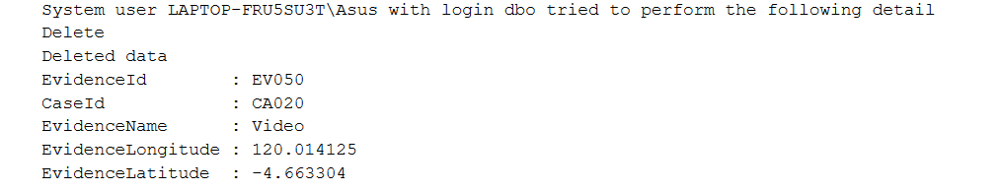 System user LAPTOP-FRU5SU3T\Asus with login dbo tried to perform the following detail
Delete
Deleted data
EvidenceId        : EV050
CaseId            : CA020
EvidenceName      : Video
EvidenceLongitude : 120.014125
EvidenceLatitude  : -4.663304